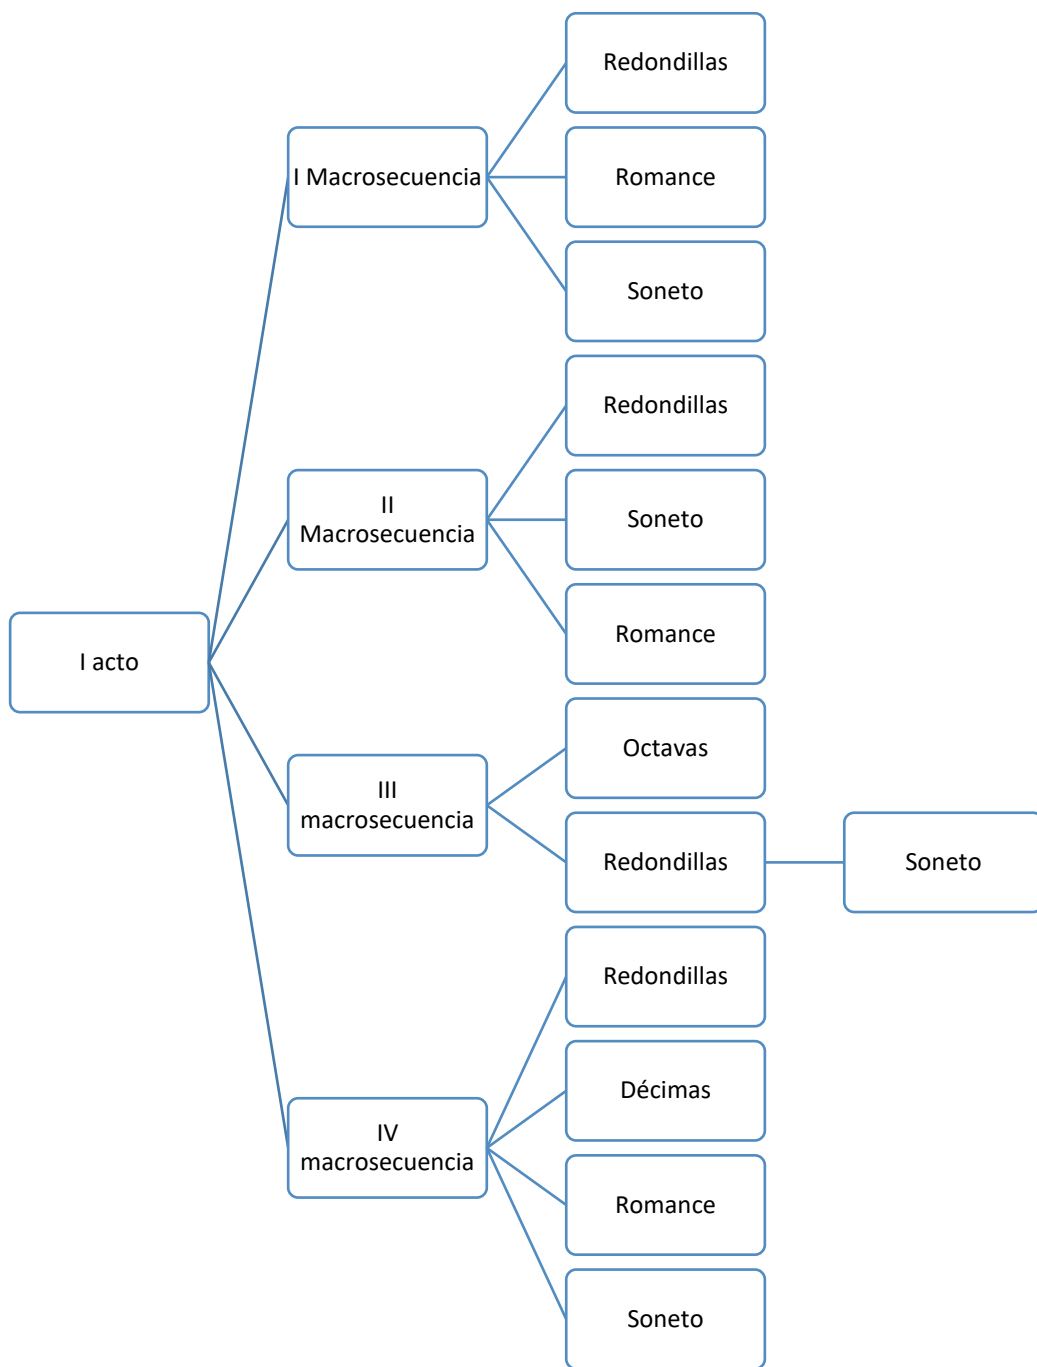 I acto
I Macrosecuencia
Redondillas
Romance
Soneto
II
Macrosecuencia
Redondillas
Soneto
Romance
III
macrosecuencia
Octavas
Redondillas
Soneto
IV
macrosecuencia
Redondillas
Décimas
Romance
Soneto